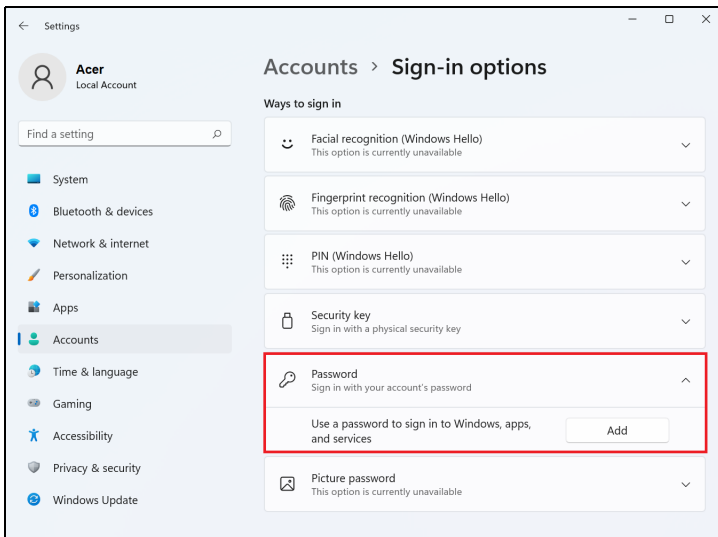 Settings
Acer
Local Account
Find a setting
System
Bluetooth & devices
Network & internet
Personalization
Apps
Accounts
Time & language
Gaming
Accessibility
Privacy & security
Windows Update
Accounts > Sign-in options
Ways to sign in
Facial recognition (Windows Hello)
This option is currently unavailable
Fingerprint recognition (Windows Hello)
This option is currently unavailable
PIN (Windows Hello)
This option is currently unavailable
Security key
Sign in with a physical security key
Password
Sign in with your account's password
Use a password to sign in to Windows, apps,
and services
Add
Picture password
This option is currently unavailable